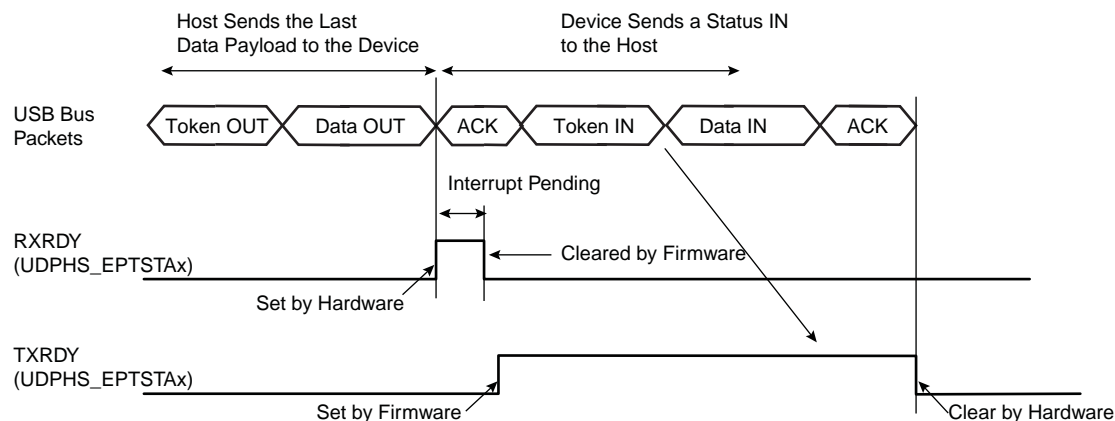 Host Sends the Last
Data Payload to the Device
Device Sends a Status IN
to the Host
USB Bus
Packets
Token OUT
Data OUT
ACK
Token IN
Data IN
ACK
Interrupt Pending
RXRDY
(UDPHS_EPTSTAx)
Set by Hardware
Cleared by Firmware
TXRDY
(UDPHS_EPTSTAx)
Set by Firmware
Clear by Hardware